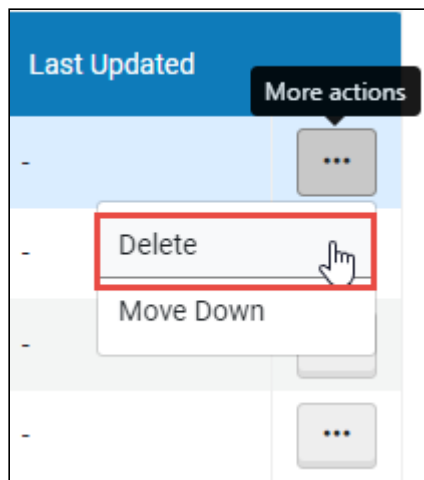 Last Updated
More actions
-
...
-
Delete
Move Down
-
-
...